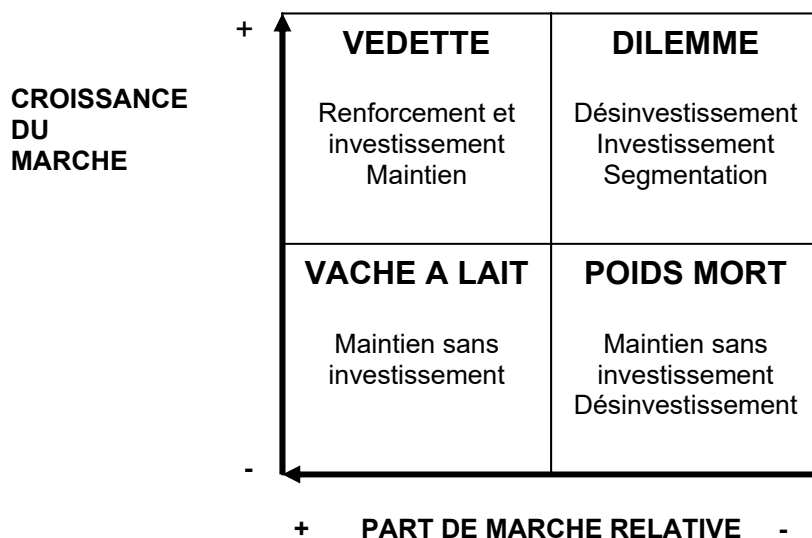 +
VEDETTE
DILEMME
CROISSANCE
DU
MARCHE
Renforcement et
investissement
Maintien
Désinvestissement
Investissement
Segmentation
VACHE A LAIT
POIDS MORT
Maintien sans
investissement
Maintien sans
investissement
Désinvestissement
-
+ PART DE MARCHE RELATIVE -